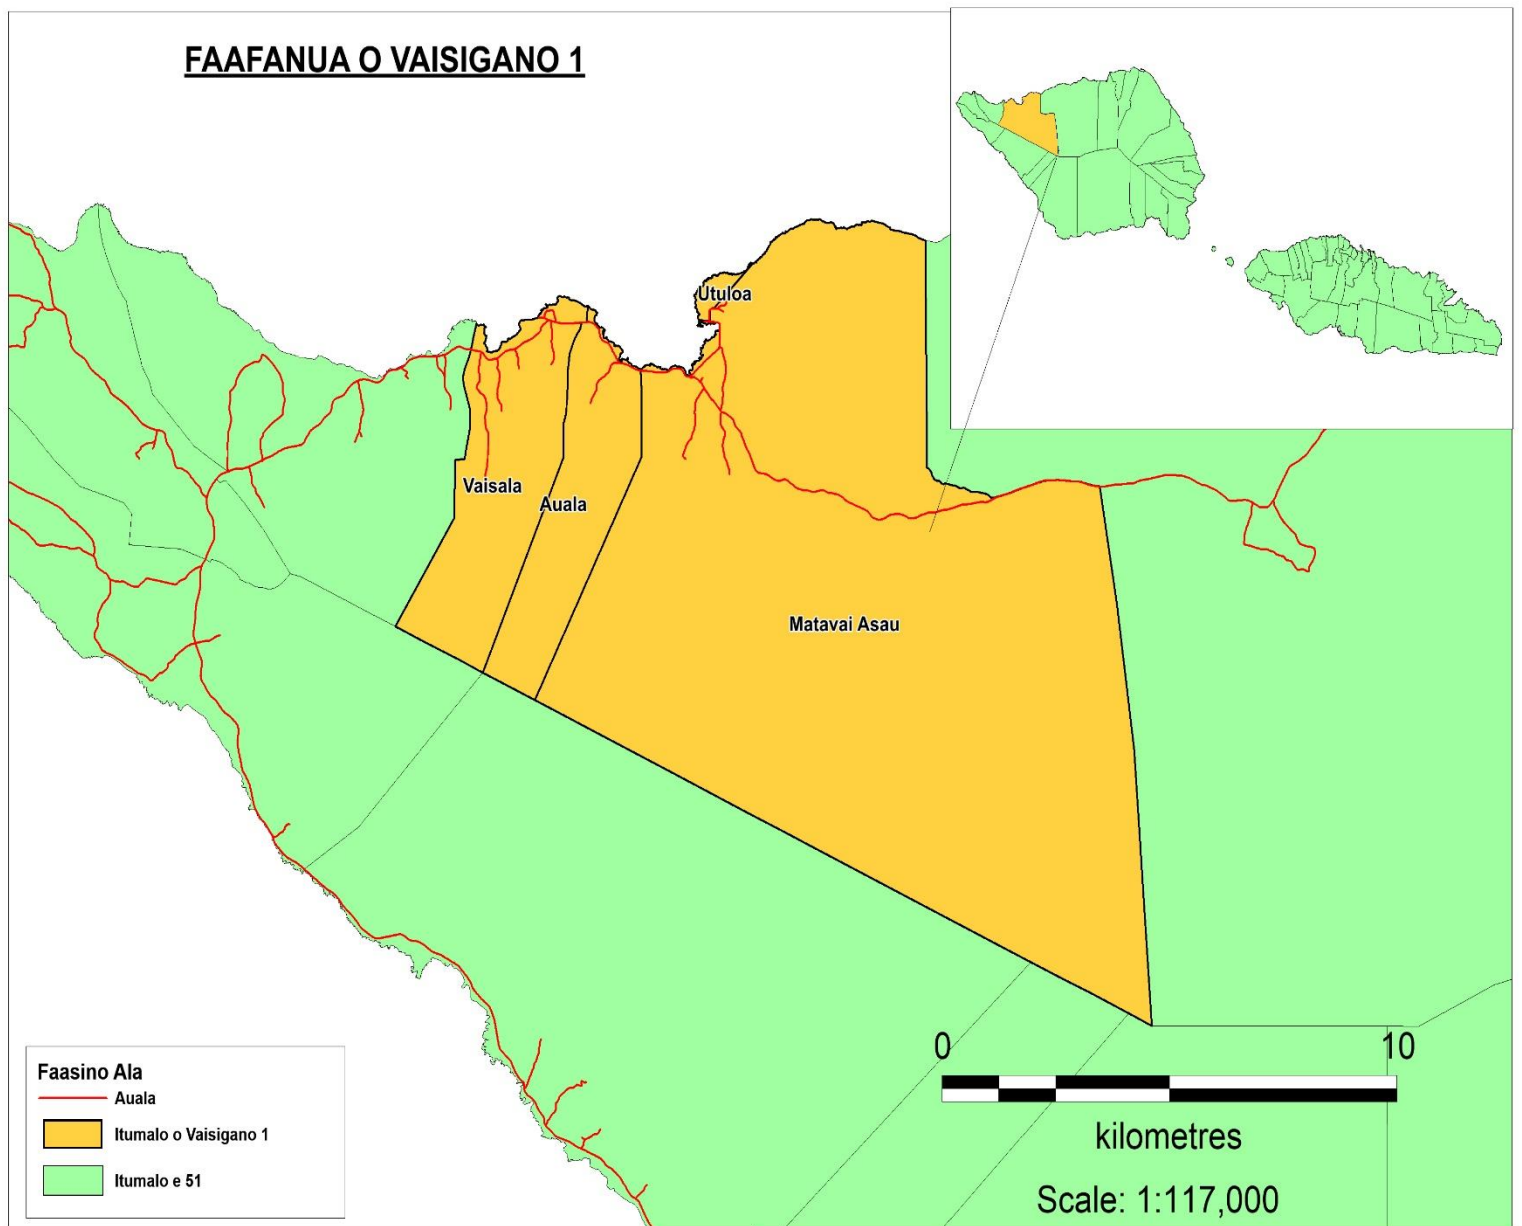 FAAFANUA O VAISIGANO 1
Utuloa
Vaisala
Auala
Matavai Asau
Faasino Ala
Auala
Itumalo o Vaisigano 1
Itumalo e 51
0 10
kilometres
Scale: 1:117,000